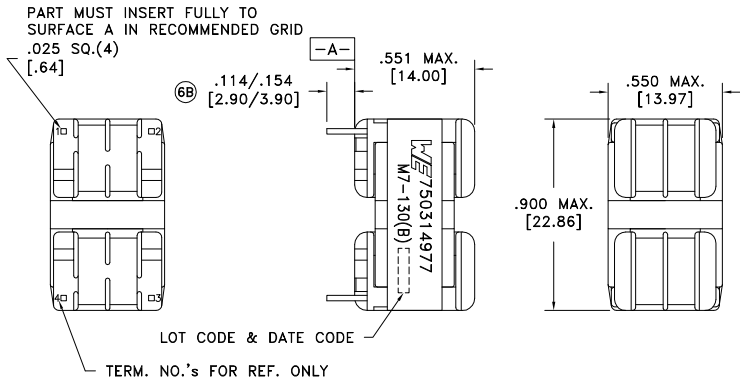 PART MUST INSERT FULLY TO
SURFACE A IN RECOMMENDED GRID
.025 SQ.(4)
[.64]
-A-
.551 MAX.
[14.00]
6B
.114/.154
[2.90/3.90]
.550 MAX.
[13.97]
1
2
WE 750314977
M7-130(B)
.900 MAX.
[22.86]
4
3
LOT CODE & DATE CODE
TERM. NO.'s FOR REF. ONLY